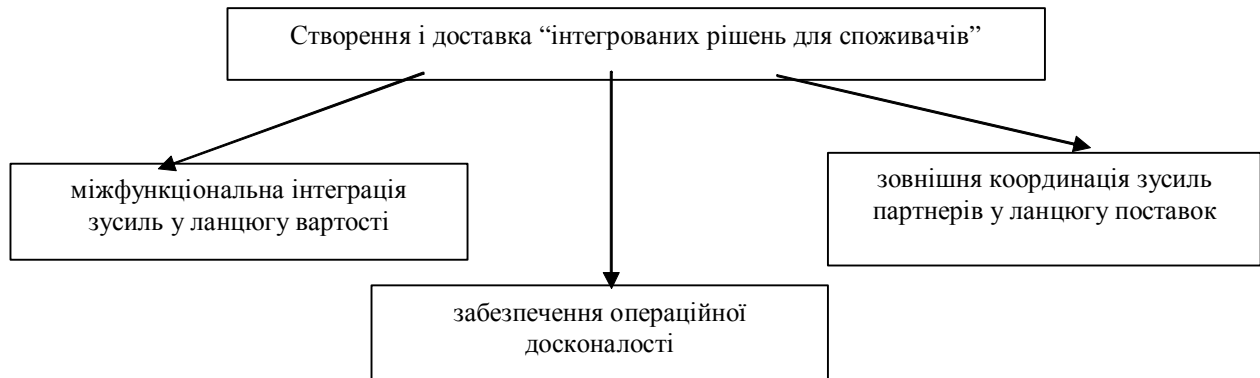 Створення і доставка “інтегрованих рішень для споживачів”
міжфункціональна інтеграція
зусиль у ланцюгу вартості
зовнішня координація зусиль
партнерів у ланцюгу поставок
забезпечення операційної
досконалості